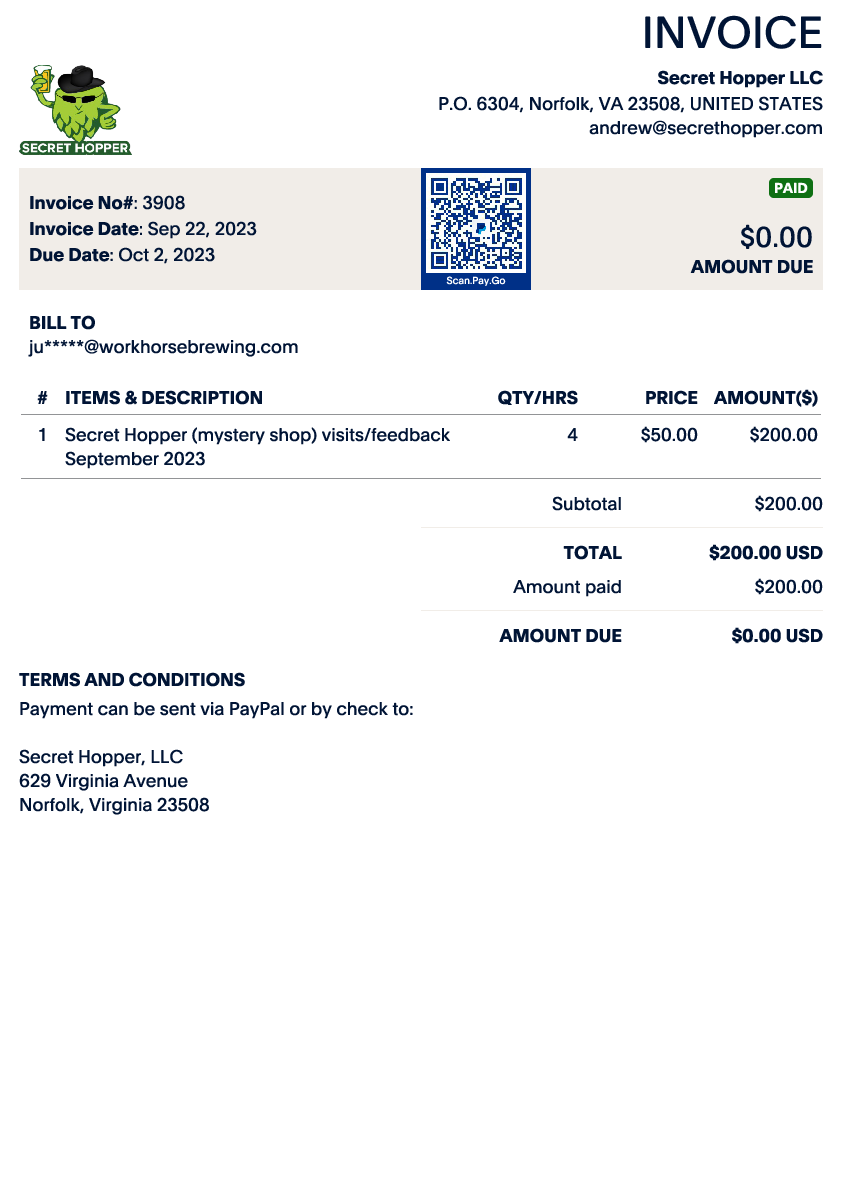 INVOICE
Secret Hopper LLC
P.O. 6304, Norfolk, VA 23508, UNITED STATES
andrew@secrethopper.com
SECRET HOPPER
Invoice No#: 3908
Invoice Date: Sep 22, 2023
Due Date: Oct 2, 2023
Scan.Pay.Go
PAID
$0.00
AMOUNT DUE
BILL TO
ju*****@workhorsebrewing.com
# ITEMS & DESCRIPTION QTY/HRS PRICE AMOUNT($)
1 Secret Hopper (mystery shop) visits/feedback 4 $50.00 $200.00
September 2023
Subtotal $200.00
TOTAL $200.00 USD
Amount paid $200.00
AMOUNT DUE $0.00 USD
TERMS AND CONDITIONS
Payment can be sent via PayPal or by check to:
Secret Hopper, LLC
629 Virginia Avenue
Norfolk, Virginia 23508